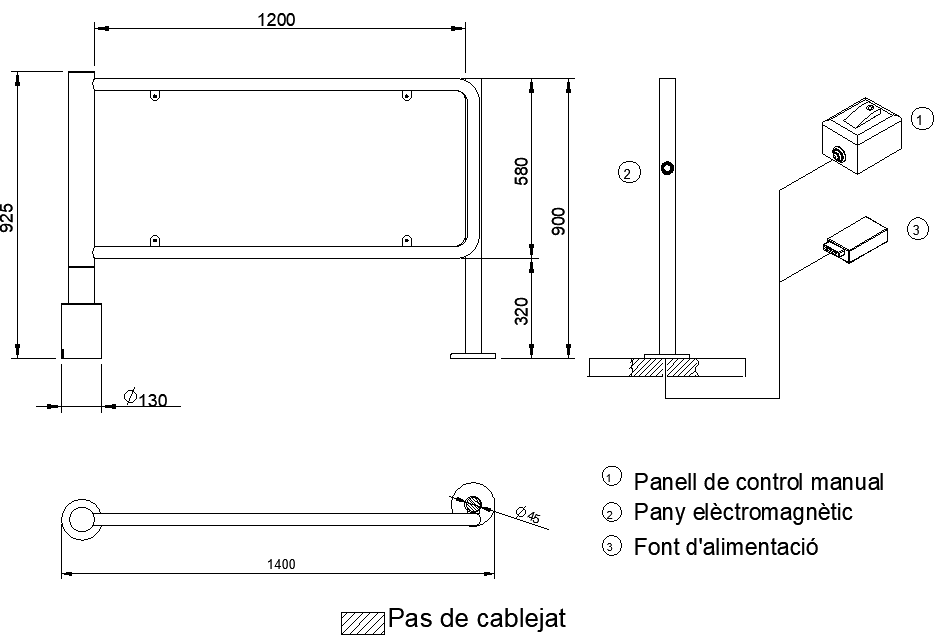 1200
925
580
900
320
Ø130
1
2
3
Ø45
1400
1 Panell de control manual
2 Pany elèctromagnètic
3 Font d'alimentació
Pas de cablejat